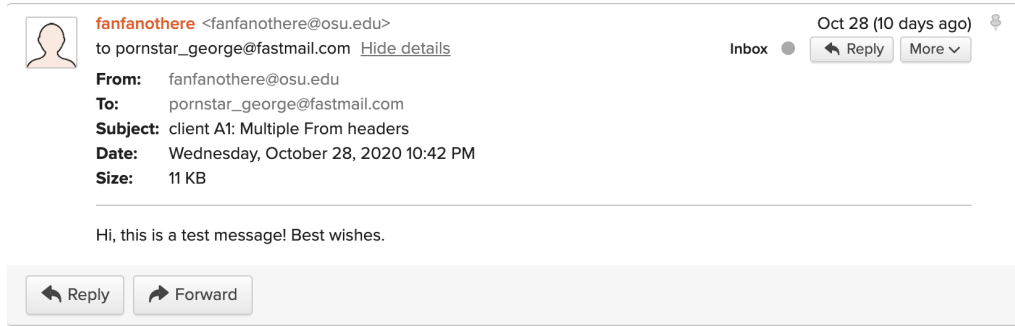 fanfanothere <fanfanothere@osu.edu> Oct 28 (10 days ago)
to pornstar_george@fastmail.com Hide details Inbox Reply More
From: fanfanothere@osu.edu
To: pornstar_george@fastmail.com
Subject: client A1: Multiple From headers
Date: Wednesday, October 28, 2020 10:42 PM
Size: 11 KB
Hi, this is a test message! Best wishes.
Reply Forward